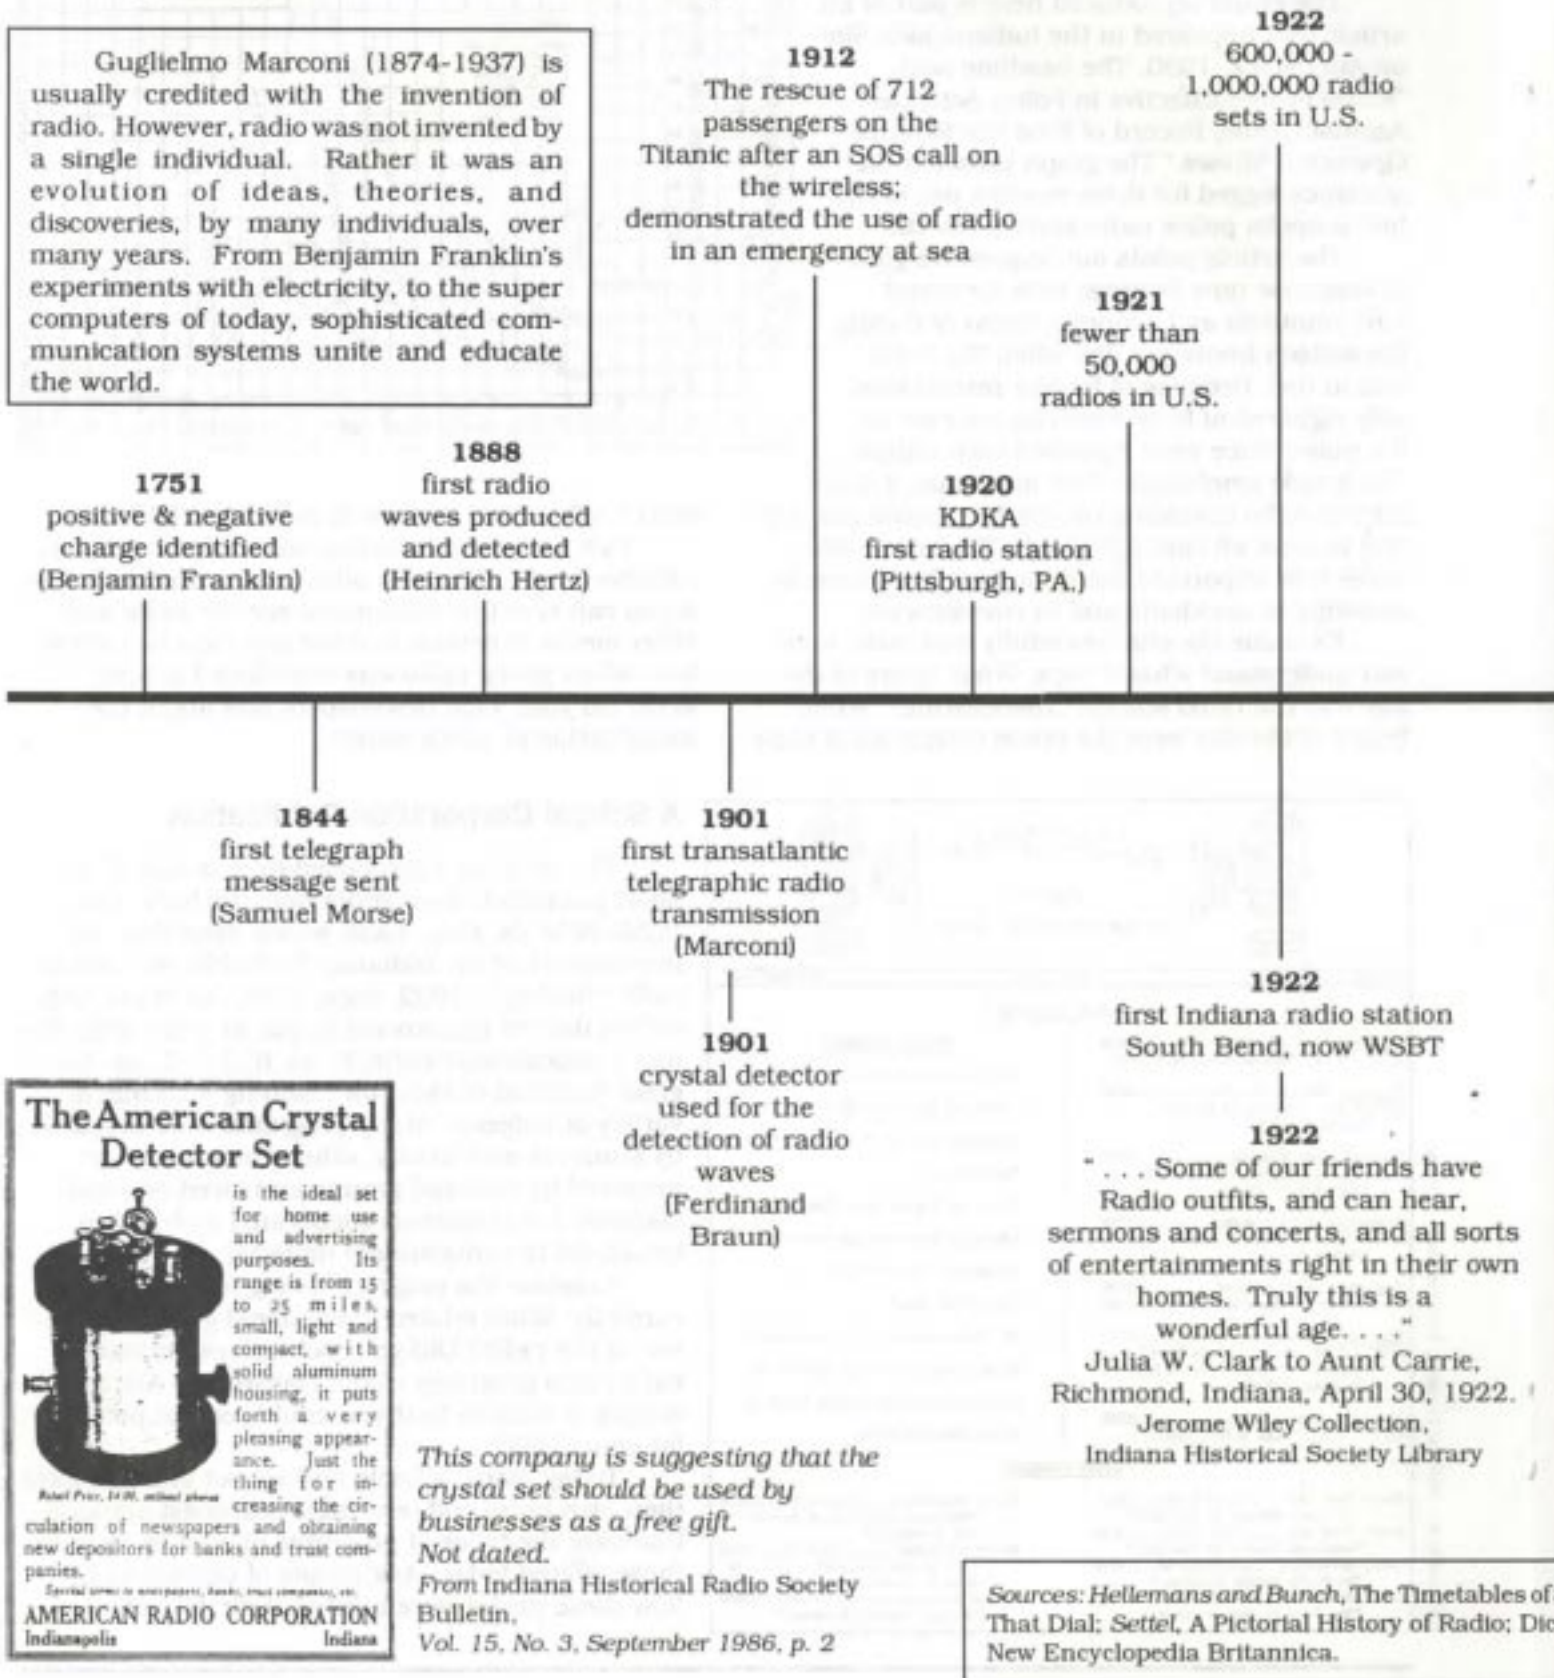 Guglielmo Marconi (1874-1937) is
usually credited with the invention of
radio. However, radio was not invented by
a single individual. Rather it was an
evolution of ideas, theories, and
discoveries, by many individuals, over
many years. From Benjamin Franklin's
experiments with electricity, to the super
computers of today, sophisticated com-
munication systems unite and educate
the world.
1751
positive & negative
charge identified
(Benjamin Franklin)
1888
first radio
waves produced
and detected
(Heinrich Hertz)
1912
The rescue of 712
passengers on the
Titanic after an SOS call on
the wireless;
demonstrated the use of radio
in an emergency at sea
1920
KDKA
first radio station
(Pittsburgh, PA.)
1921
fewer than
50,000
radios in U.S.
1922
600,000 -
1,000,000 radio
sets in U.S.
1844
first telegraph
message sent
(Samuel Morse)
1901
first transatlantic
telegraphic radio
transmission
(Marconi)
1901
crystal detector
used for the
detection of radio
waves
(Ferdinand
Braun)
1922
first Indiana radio station
South Bend, now WSBT
1922
" . . . Some of our friends have
Radio outfits, and can hear,
sermons and concerts, and all sorts
of entertainments right in their own
homes. Truly this is a
wonderful age. . . ."
Julia W. Clark to Aunt Carrie,
Richmond, Indiana, April 30, 1922.
Jerome Wiley Collection,
Indiana Historical Society Library
The American Crystal
Detector Set
is the ideal set
for home use
and advertising
purposes. Its
range is from 15
to 25 miles,
small, light and
compact, with
solid aluminum
housing, it puts
forth a very
pleasing appear-
ance. Just the
thing for in-
creasing the cir-
culation of newspapers and obtaining
new depositors for banks and trust com-
panies.
Retail Price, $4.00, without phones
Special terms to newspapers, banks, trust companies, etc.
AMERICAN RADIO CORPORATION
Indianapolis Indiana
This company is suggesting that the
crystal set should be used by
businesses as a free gift.
Not dated.
From Indiana Historical Radio Society
Bulletin,
Vol. 15, No. 3, September 1986, p. 2
Sources: Hellemans and Bunch, The Timetables of
That Dial; Settel, A Pictorial History of Radio; Dic
New Encyclopedia Britannica.